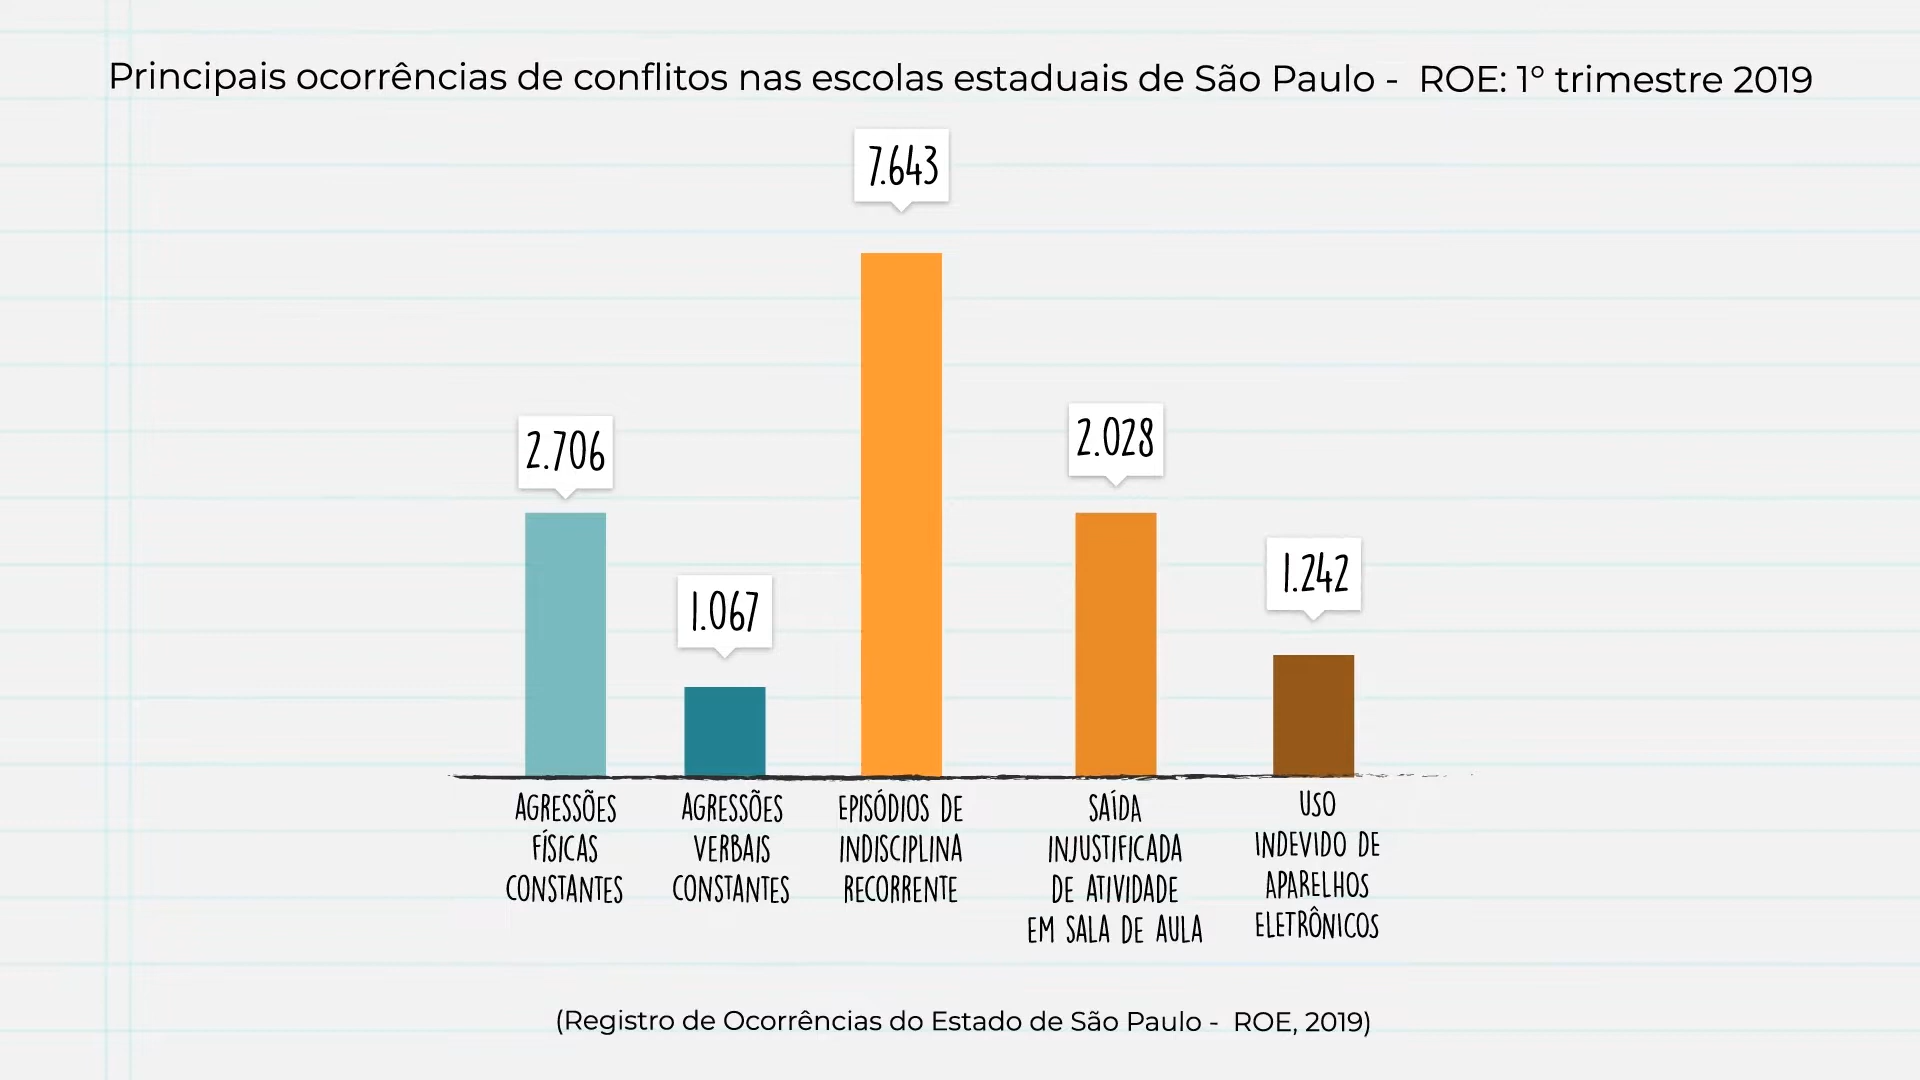 Principais ocorrências de conflitos nas escolas estaduais de São Paulo - ROE: 1º trimestre 2019
7.643
2.706
2.028
1.067
1.242
AGRESSÕES
FÍSICAS
CONSTANTES
AGRESSÕES
VERBAIS
CONSTANTES
EPISÓDIOS DE
INDISCIPLINA
RECORRENTE
SAÍDA
INJUSTIFICADA
DE ATIVIDADE
EM SALA DE AULA
USO
INDEVIDO DE
APARELHOS
ELETRÔNICOS
(Registro de Ocorrências do Estado de São Paulo - ROE, 2019)